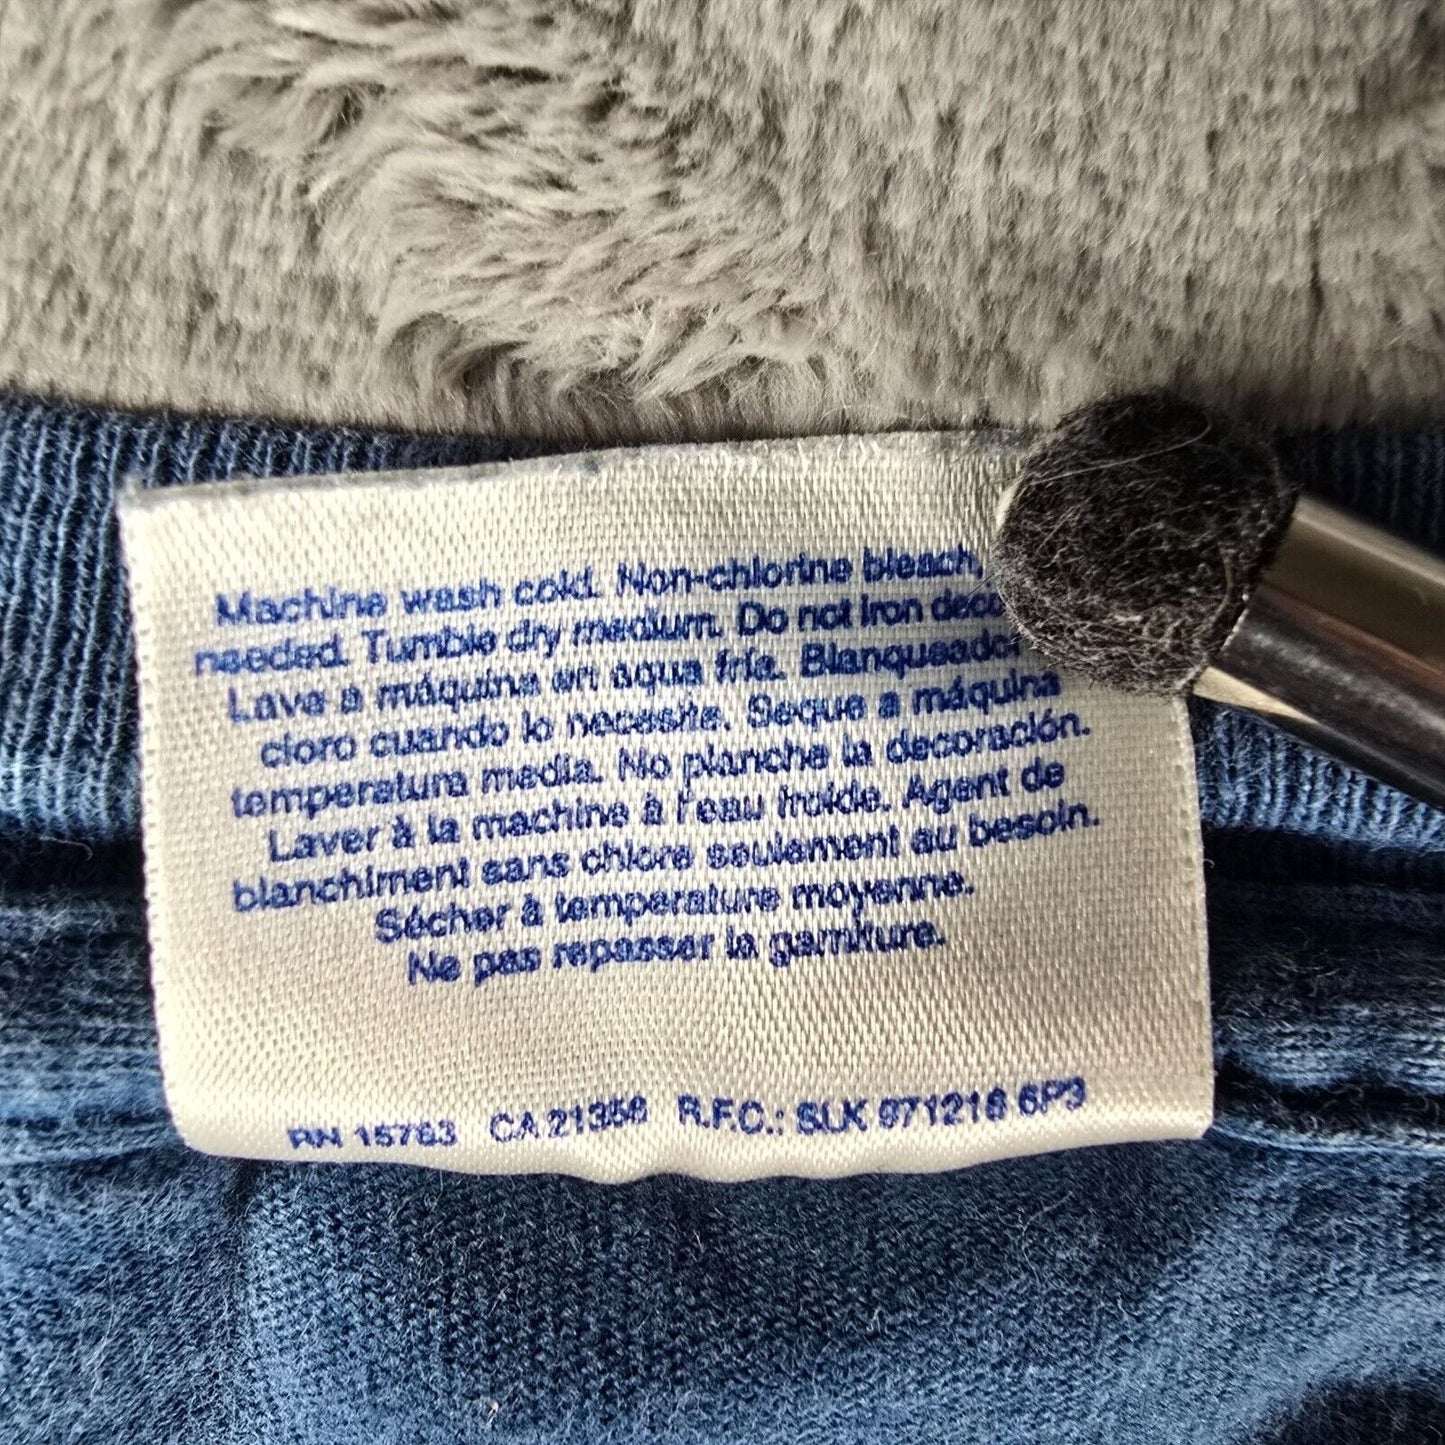 Machine wash cold. Non-chlorine bleach,
needed. Tumble dry medium. Do not iron deco
Lave a máquina en aqua fría. Blanqueador
cloro cuando lo necesite. Seque a máquina
temperatura media. No planche la decoración.
Laver à la machine à l'eau froide. Agent de
blanchiment sans chlore seulement au besoin.
Sécher à temperature moyenne.
Ne pas repasser la garniture.
RN 15763 CA 21358 R.F.C.: SLK 971218 6P3